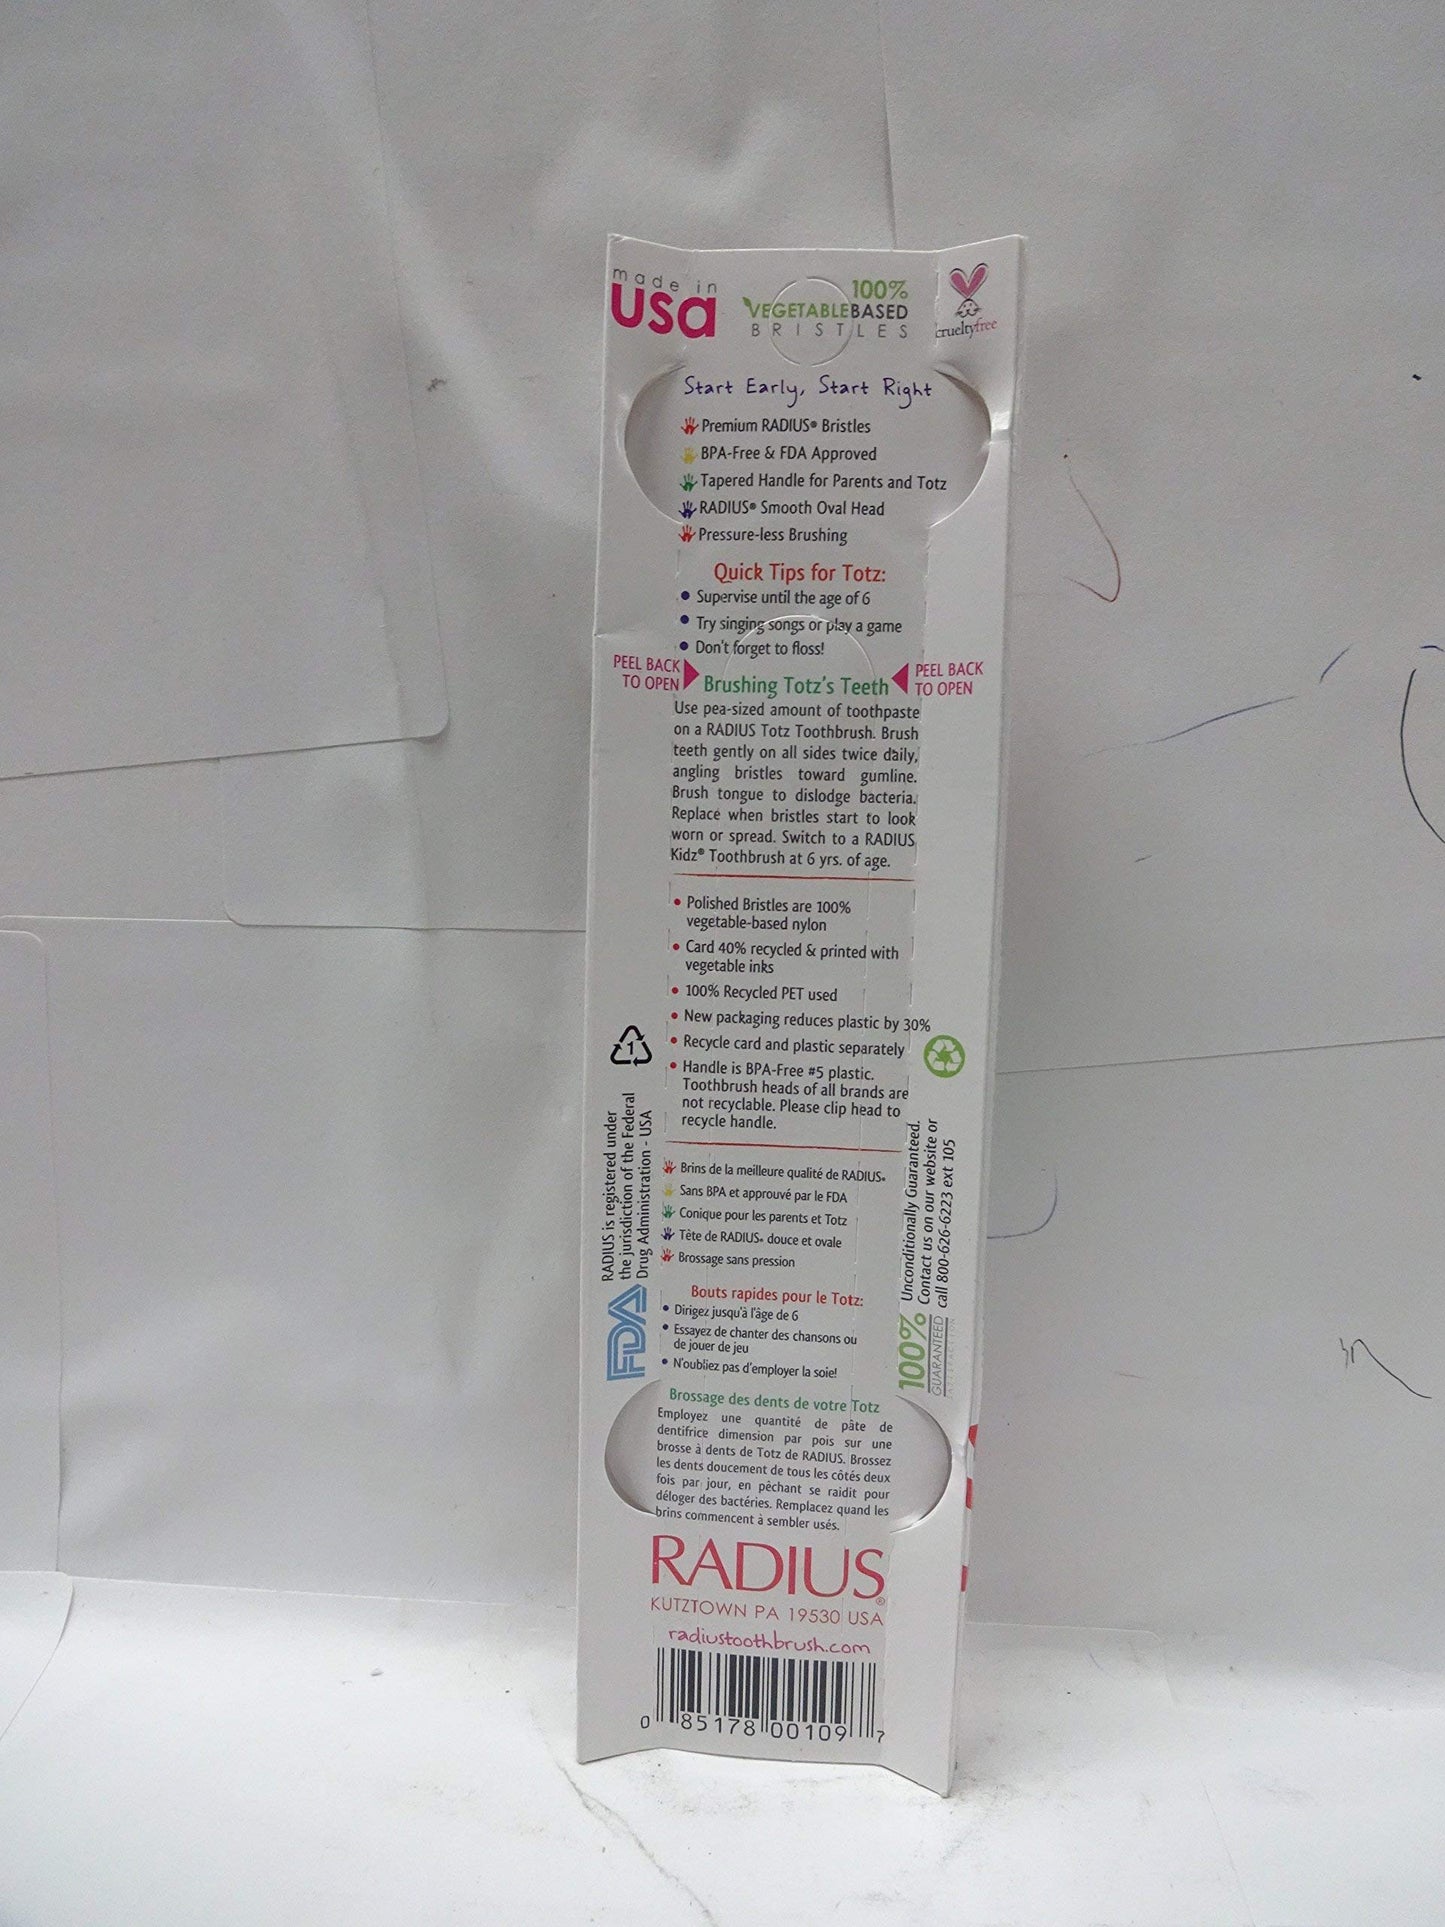 made in
usa
100%
VEGETABLEBASED
BRISTLES
crueltyfree
Start Early, Start Right
Premium RADIUS® Bristles
BPA-Free & FDA Approved
Tapered Handle for Parents and Totz
RADIUS® Smooth Oval Head
Pressure-less Brushing
Quick Tips for Totz:
• Supervise until the age of 6
• Try singing songs or play a game
• Don't forget to floss!
PEEL BACK
TO OPEN
PEEL BACK
TO OPEN
Brushing Totz's Teeth
Use pea-sized amount of toothpaste
on a RADIUS Totz Toothbrush. Brush
teeth gently on all sides twice daily,
angling bristles toward gumline.
Brush tongue to dislodge bacteria.
Replace when bristles start to look
worn or spread. Switch to a RADIUS
Kidz® Toothbrush at 6 yrs. of age.
• Polished Bristles are 100%
vegetable-based nylon
• Card 40% recycled & printed with
vegetable inks
• 100% Recycled PET used
• New packaging reduces plastic by 30%
• Recycle card and plastic separately
• Handle is BPA-Free #5 plastic.
Toothbrush heads of all brands are
not recyclable. Please clip head to
recycle handle.
1
RADIUS is registered under
the jurisdiction of the Federal
Drug Administration - USA
FDA
Unconditionally Guaranteed.
Contact us on our website or
call 800-626-6223 ext 105
100%
GUARANTEED
Brins de la meilleure qualité de RADIUS®
Sans BPA et approuvé par le FDA
Conique pour les parents et Totz
Tête de RADIUS® douce et ovale
Brossage sans pression
Bouts rapides pour le Totz:
• Dirigez jusqu'à l'âge de 6
• Essayez de chanter des chansons ou
de jouer de jeu
• N'oubliez pas d'employer la soie!
Brossage des dents de votre Totz
Employez une quantité de pâte de
dentifrice dimension par pois sur une
brosse à dents de Totz de RADIUS. Brossez
les dents doucement de tous les côtés deux
fois par jour, en pêchant se raidit pour
déloger des bactéries. Remplacez quand les
brins commencent à sembler usés.
RADIUS®
KUTZTOWN PA 19530 USA
radiustoothbrush.com
0 85178 00109 7